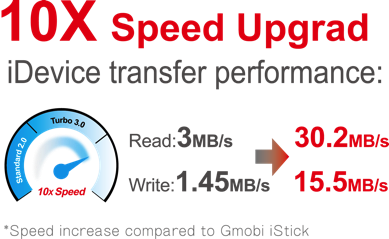 10X Speed Upgrad
iDevice transfer performance:
Standard 2.0
Turbo 3.0
10x Speed
Read:3MB/s 30.2MB/s
Write:1.45MB/s 15.5MB/s
*Speed increase compared to Gmobi iStick